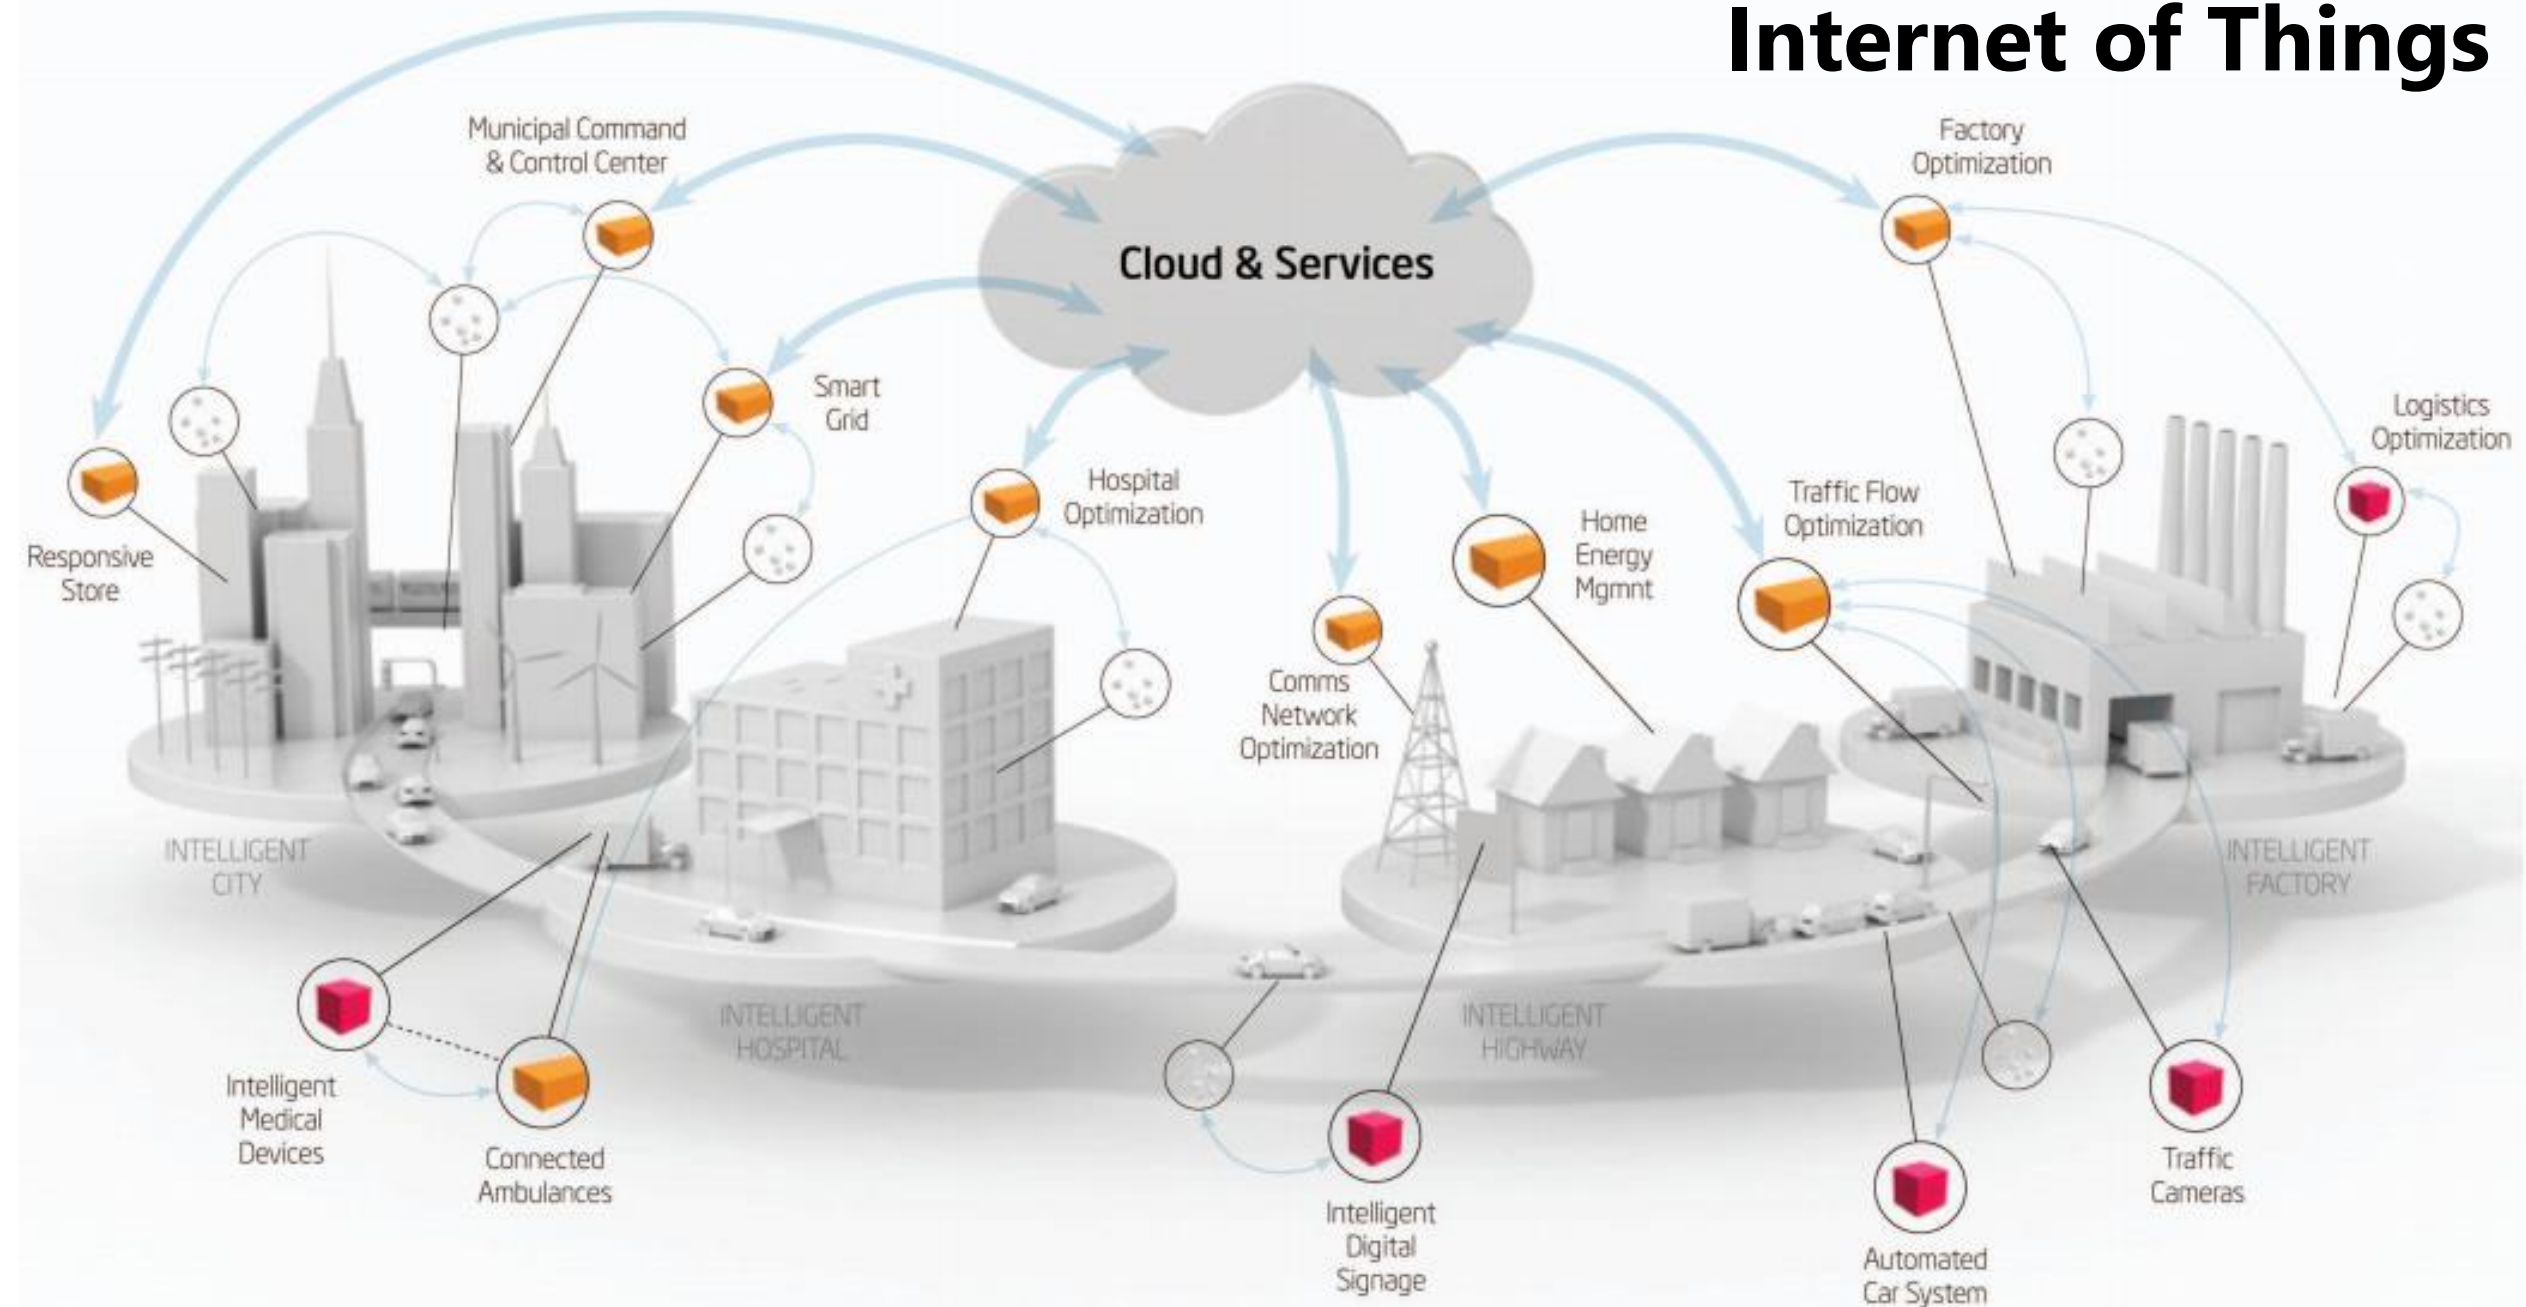 Internet of Things
Municipal Command
& Control Center
Factory
Optimization
Cloud & Services
Smart
Grid
Logistics
Optimization
Hospital
Optimization
Traffic Flow
Optimization
Home
Energy
Mgmnt
Responsive
Store
Comms
Network
Optimization
INTELLIGENT
CITY
INTELLIGENT
FACTORY
INTELLIGENT
HOSPITAL
INTELLIGENT
HIGHWAY
Intelligent
Medical
Devices
Connected
Ambulances
Intelligent
Digital
Signage
Traffic
Cameras
Automated
Car System